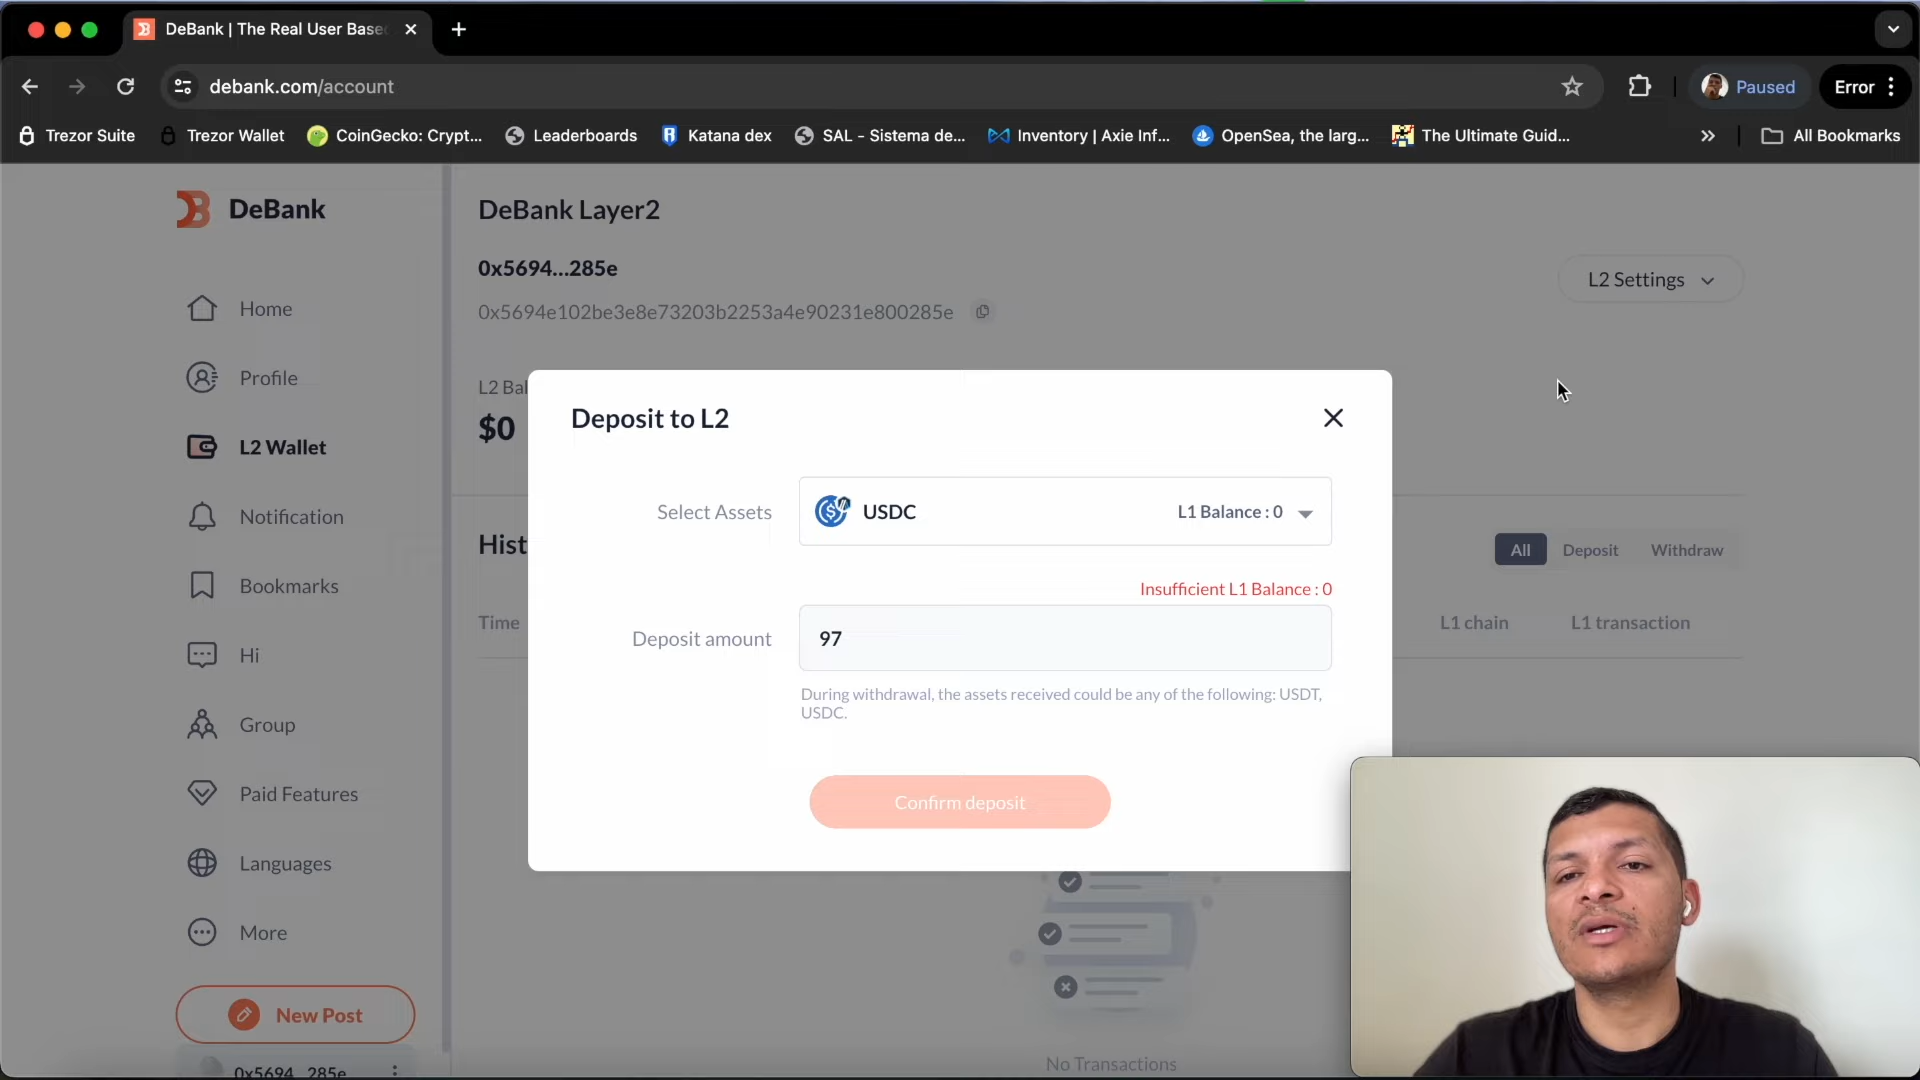 DeBank | The Real User Base
debank.com/account
Paused
Error
Trezor Suite
Trezor Wallet
CoinGecko: Crypt...
Leaderboards
Katana dex
SAL - Sistema de...
Inventory | Axie Inf...
OpenSea, the larg...
The Ultimate Guid...
All Bookmarks
DeBank
Home
Profile
L2 Wallet
Notification
Bookmarks
Hi
Group
Paid Features
Languages
More
New Post
0x5694...285e
DeBank Layer2
0x5694...285e
0x5694e102be3e8e73203b2253a4e90231e800285e
L2 Settings
L2 Bal
$0
Hist
All
Deposit
Withdraw
Time
L1 chain
L1 transaction
Deposit to L2
Select Assets
USDC
L1 Balance : 0
Insufficient L1 Balance : 0
Deposit amount
97
During withdrawal, the assets received could be any of the following: USDT,
USDC.
Confirm deposit
No Transactions